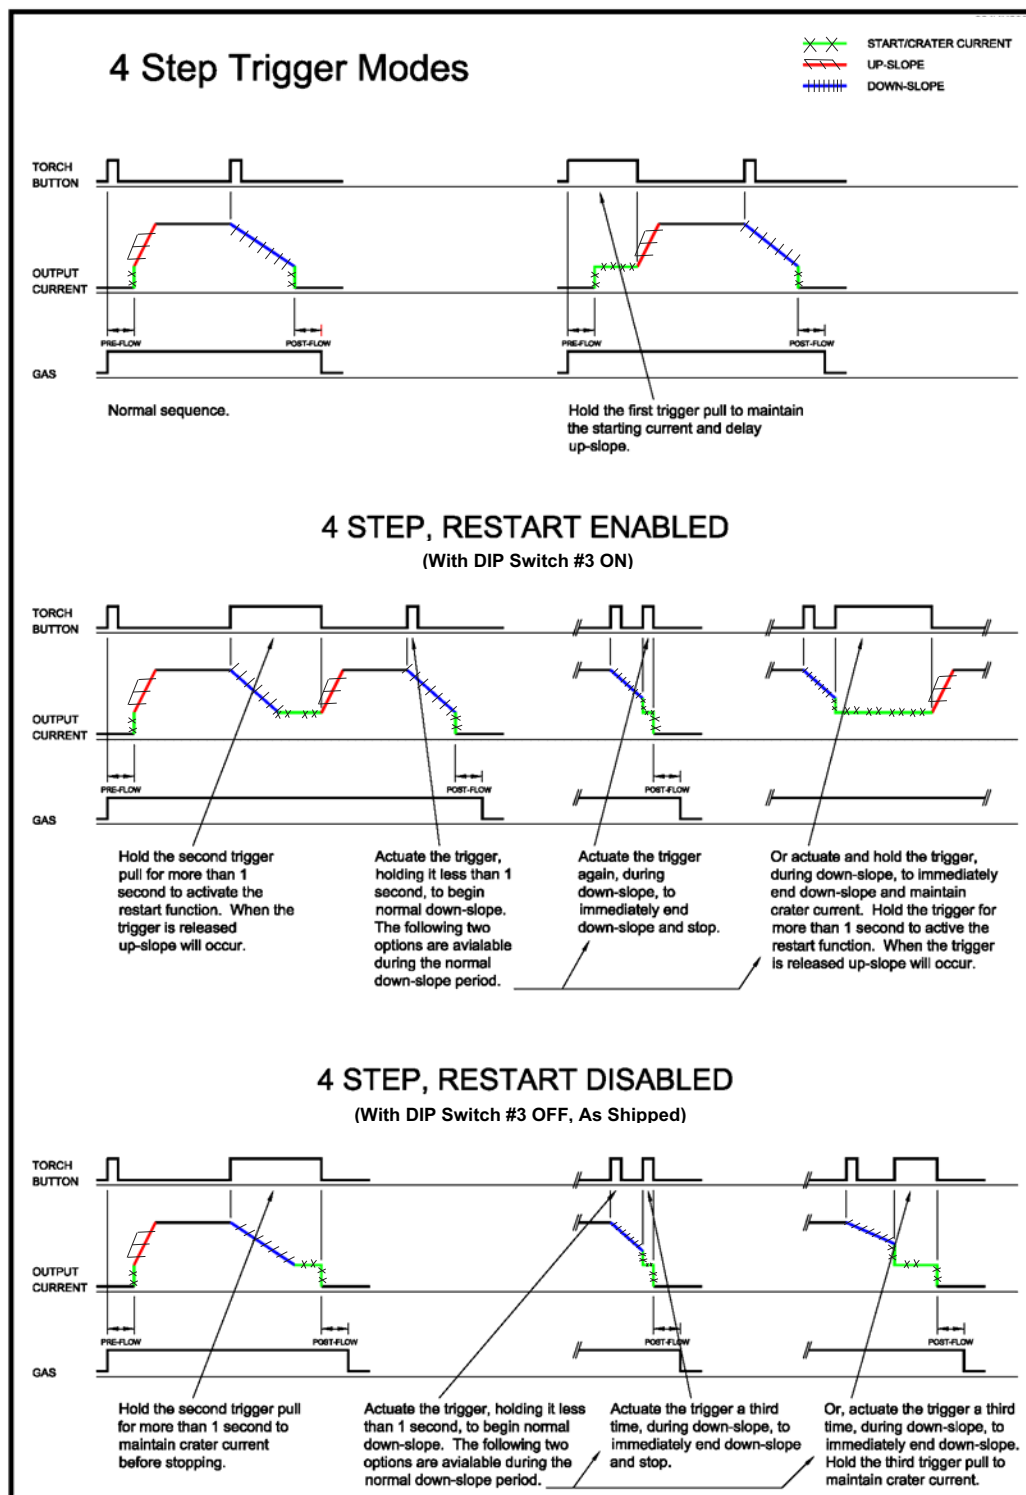 4 Step Trigger Modes
START/CRATER CURRENT
UP-SLOPE
DOWN-SLOPE
TORCH
BUTTON
OUTPUT
CURRENT
PRE-FLOW
POST-FLOW
PRE-FLOW
POST-FLOW
GAS
Normal sequence.
Hold the first trigger pull to maintain
the starting current and delay
up-slope.
4 STEP, RESTART ENABLED
(With DIP Switch #3 ON)
TORCH
BUTTON
OUTPUT
CURRENT
PRE-FLOW
POST-FLOW
POST-FLOW
GAS
Hold the second trigger
pull for more than 1
second to activate the
restart function. When the
trigger is released
up-slope will occur.
Actuate the trigger,
holding it less than 1
second, to begin
normal down-slope.
The following two
options are avialable
during the normal
down-slope period.
Actuate the trigger
again, during
down-slope, to
immediately end
down-slope and stop.
Or actuate and hold the trigger,
during down-slope, to immediately
end down-slope and maintain
crater current. Hold the trigger for
more than 1 second to active the
restart function. When the trigger
is released up-slope will occur.
4 STEP, RESTART DISABLED
(With DIP Switch #3 OFF, As Shipped)
TORCH
BUTTON
OUTPUT
CURRENT
PRE-FLOW
POST-FLOW
POST-FLOW
POST-FLOW
GAS
Hold the second trigger pull
for more than 1 second to
maintain crater current
before stopping.
Actuate the trigger, holding it less
than 1 second, to begin normal
down-slope. The following two
options are avialable during the
normal down-slope period.
Actuate the trigger a third
time, during down-slope, to
immediately end down-slope
and stop.
Or, actuate the trigger a third
time, during down-slope, to
immediately end down-slope.
Hold the third trigger pull to
maintain crater current.